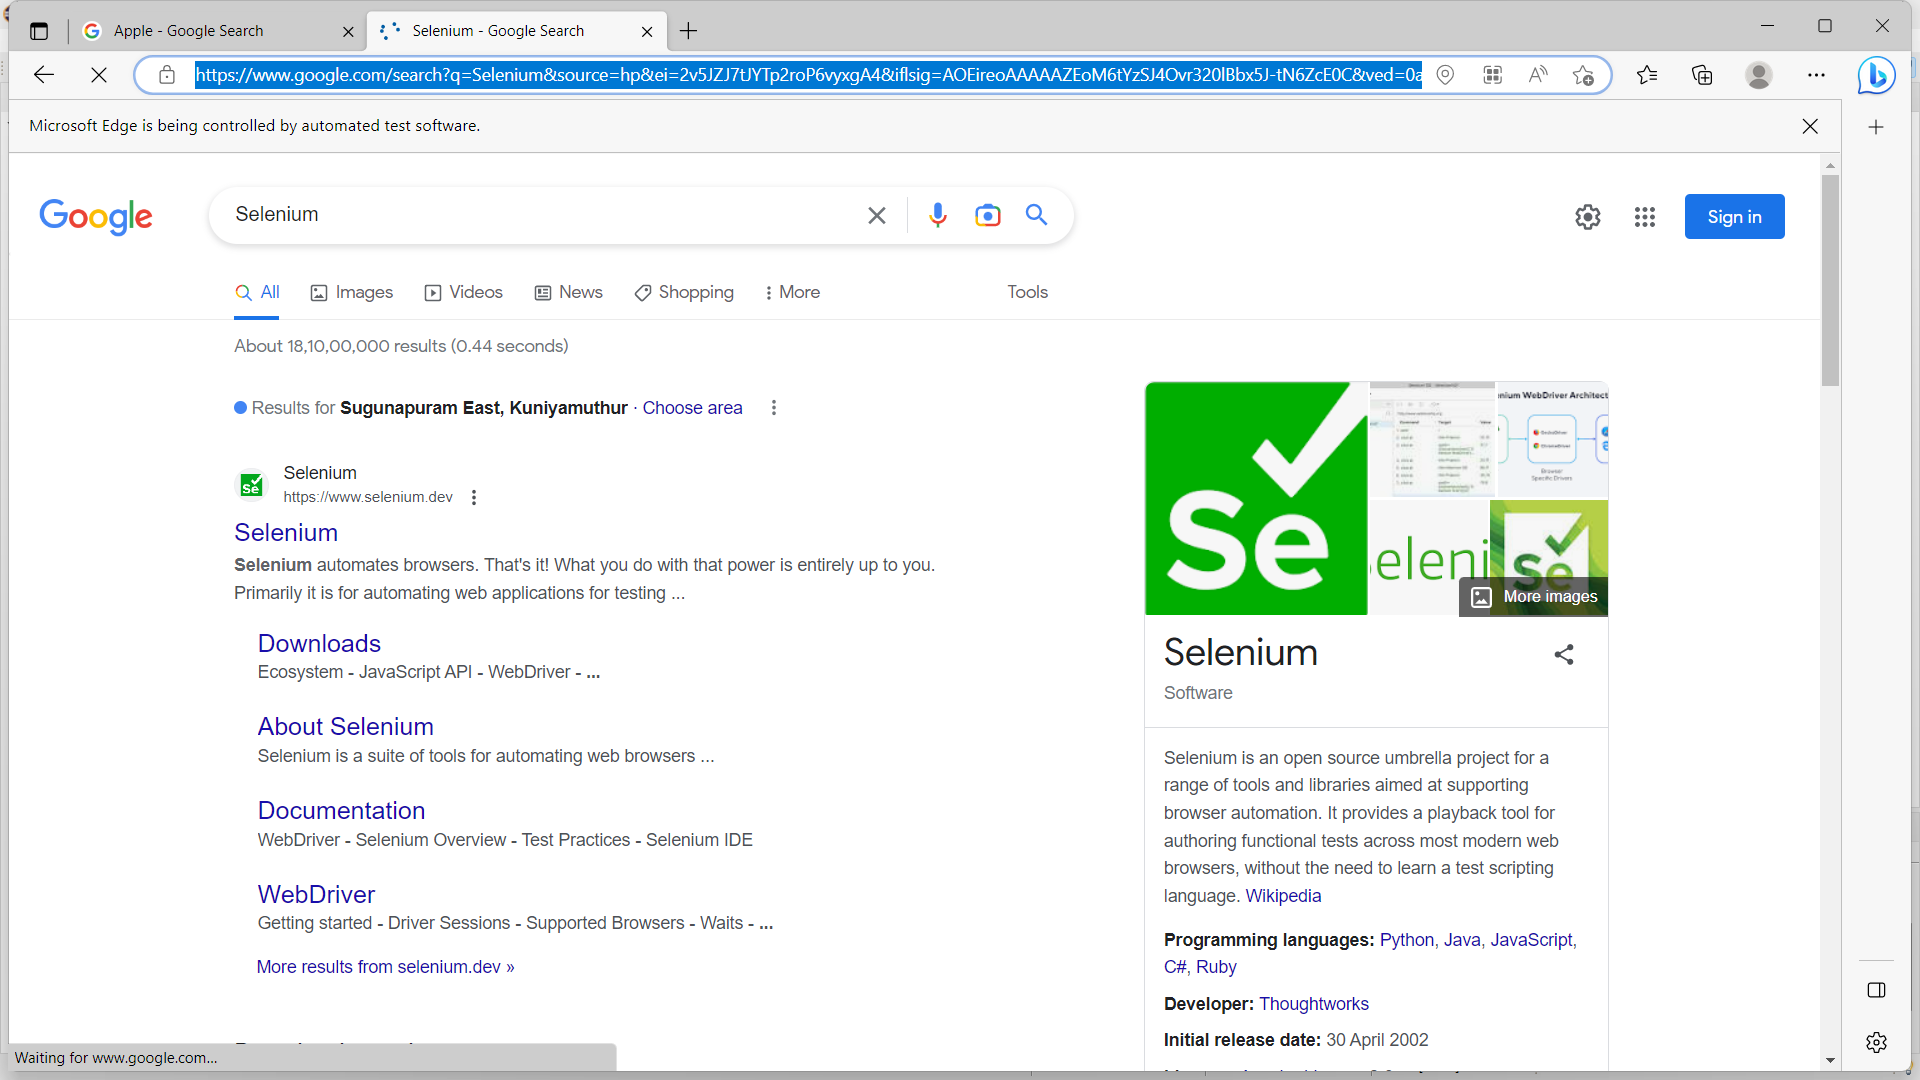 Apple - Google Search
Selenium - Google Search
https://www.google.com/search?q=Selenium&source=hp&ei=2v5JZJ7tJYTp2roP6vyxgA4&iflsig=AOEireoAAAAAZEoM6tYzSJ4Ovr320lBbx5J-tN6ZcE0C&ved=0a
Microsoft Edge is being controlled by automated test software.
Google
Selenium
Sign in
All
Images
Videos
News
Shopping
More
Tools
About 18,10,00,000 results (0.44 seconds)
Results for Sugunapuram East, Kuniyamuthur · Choose area
Selenium
https://www.selenium.dev
Selenium
Selenium automates browsers. That's it! What you do with that power is entirely up to you.
Primarily it is for automating web applications for testing ...
Downloads
Ecosystem - JavaScript API - WebDriver - ...
About Selenium
Selenium is a suite of tools for automating web browsers ...
Documentation
WebDriver - Selenium Overview - Test Practices - Selenium IDE
WebDriver
Getting started - Driver Sessions - Supported Browsers - Waits - ...
More results from selenium.dev »
Se
nium WebDriver Architect
Browser
Specific Drivers
eleni
Se
More images
Selenium
Software
Selenium is an open source umbrella project for a
range of tools and libraries aimed at supporting
browser automation. It provides a playback tool for
authoring functional tests across most modern web
browsers, without the need to learn a test scripting
language. Wikipedia
Programming languages: Python, Java, JavaScript,
C#, Ruby
Developer: Thoughtworks
Initial release date: 30 April 2002
Waiting for www.google.com...